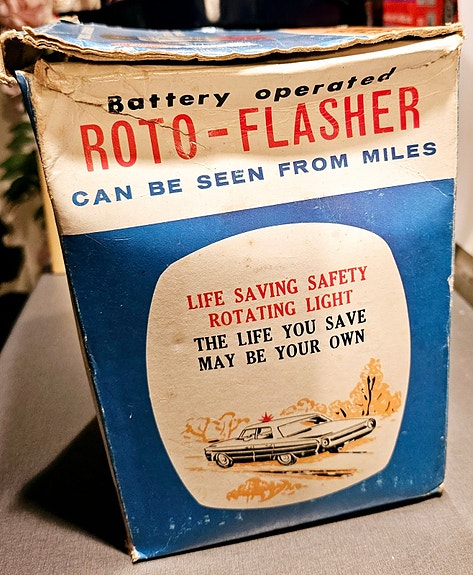 Battery operated
ROTO-FLASHER
CAN BE SEEN FROM MILES
LIFE SAVING SAFETY
ROTATING LIGHT
THE LIFE YOU SAVE
MAY BE YOUR OWN